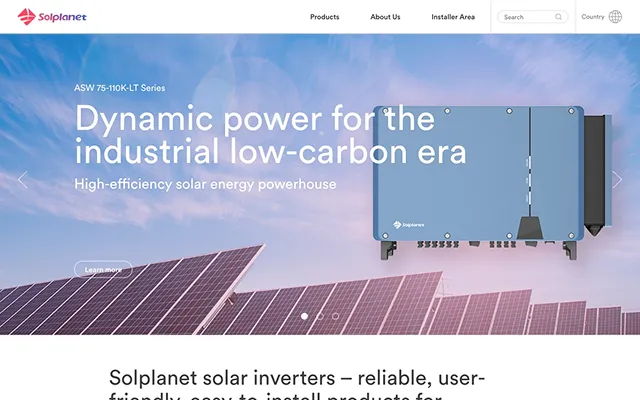 Solplanet
Products
About Us
Installer Area
Search
Country
ASW 75-110K-LT Series
Dynamic power for the
industrial low-carbon era
High-efficiency solar energy powerhouse
Solplanet
Learn more
Solplanet solar inverters – reliable, user-
friendly, easy-to-install products for